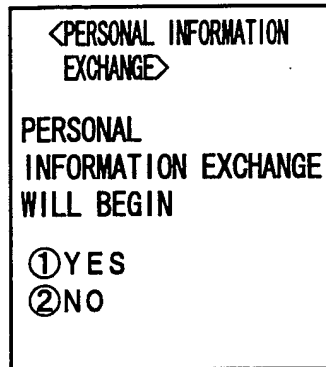 <PERSONAL INFORMATION
EXCHANGE>
PERSONAL
INFORMATION EXCHANGE
WILL BEGIN
①YES
②NO